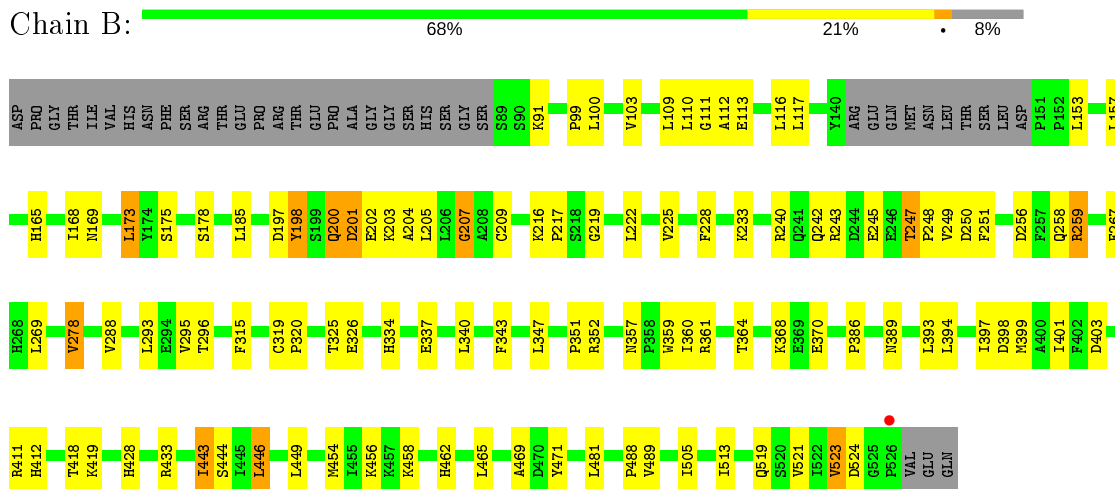 Chain B:
68% 21% • 8%
ASP PRO GLY THR ILE VAL HIS ASN PHE SER ARG THR GLU PRO ARG THR GLU PRO ALA GLY GLY SER HIS SER GLY SER S89 S90 K91 P99 L100 V103 L109 L110 G111 A112 E113 L116 L117 Y140 ARG GLU GLN MET ASN LEU THR SER LEU ASP P151 P152 L153 L157
H165 I168 N169 L173 Y174 S175 S178 L185 D197 Y198 S199 Q200 D201 E202 K203 A204 L205 L206 G207 A208 C209 K216 P217 S218 G219 L222 V225 F228 K233 R240 Q241 Q242 R243 D244 E245 E246 T247 P248 V249 D250 F251 D256 F257 Q258 R259 E267
H268 L269 V278 V288 L293 E294 V295 T296 F315 C319 P320 T325 E326 H334 E337 L340 F343 L347 P351 R352 N357 P358 W359 I360 R361 T364 K368 E369 E370 P386 N389 L393 L394 I397 D398 M399 A400 I401 F402 D403
R411 H412 T418 K419 H428 R433 I443 S444 I445 L446 L449 M454 I455 K456 K457 K458 H462 L465 A469 D470 Y471 L481 P488 V489 I505 I513 Q519 S520 V521 I522 V523 D524 G525 P526 VAL GLU GLN